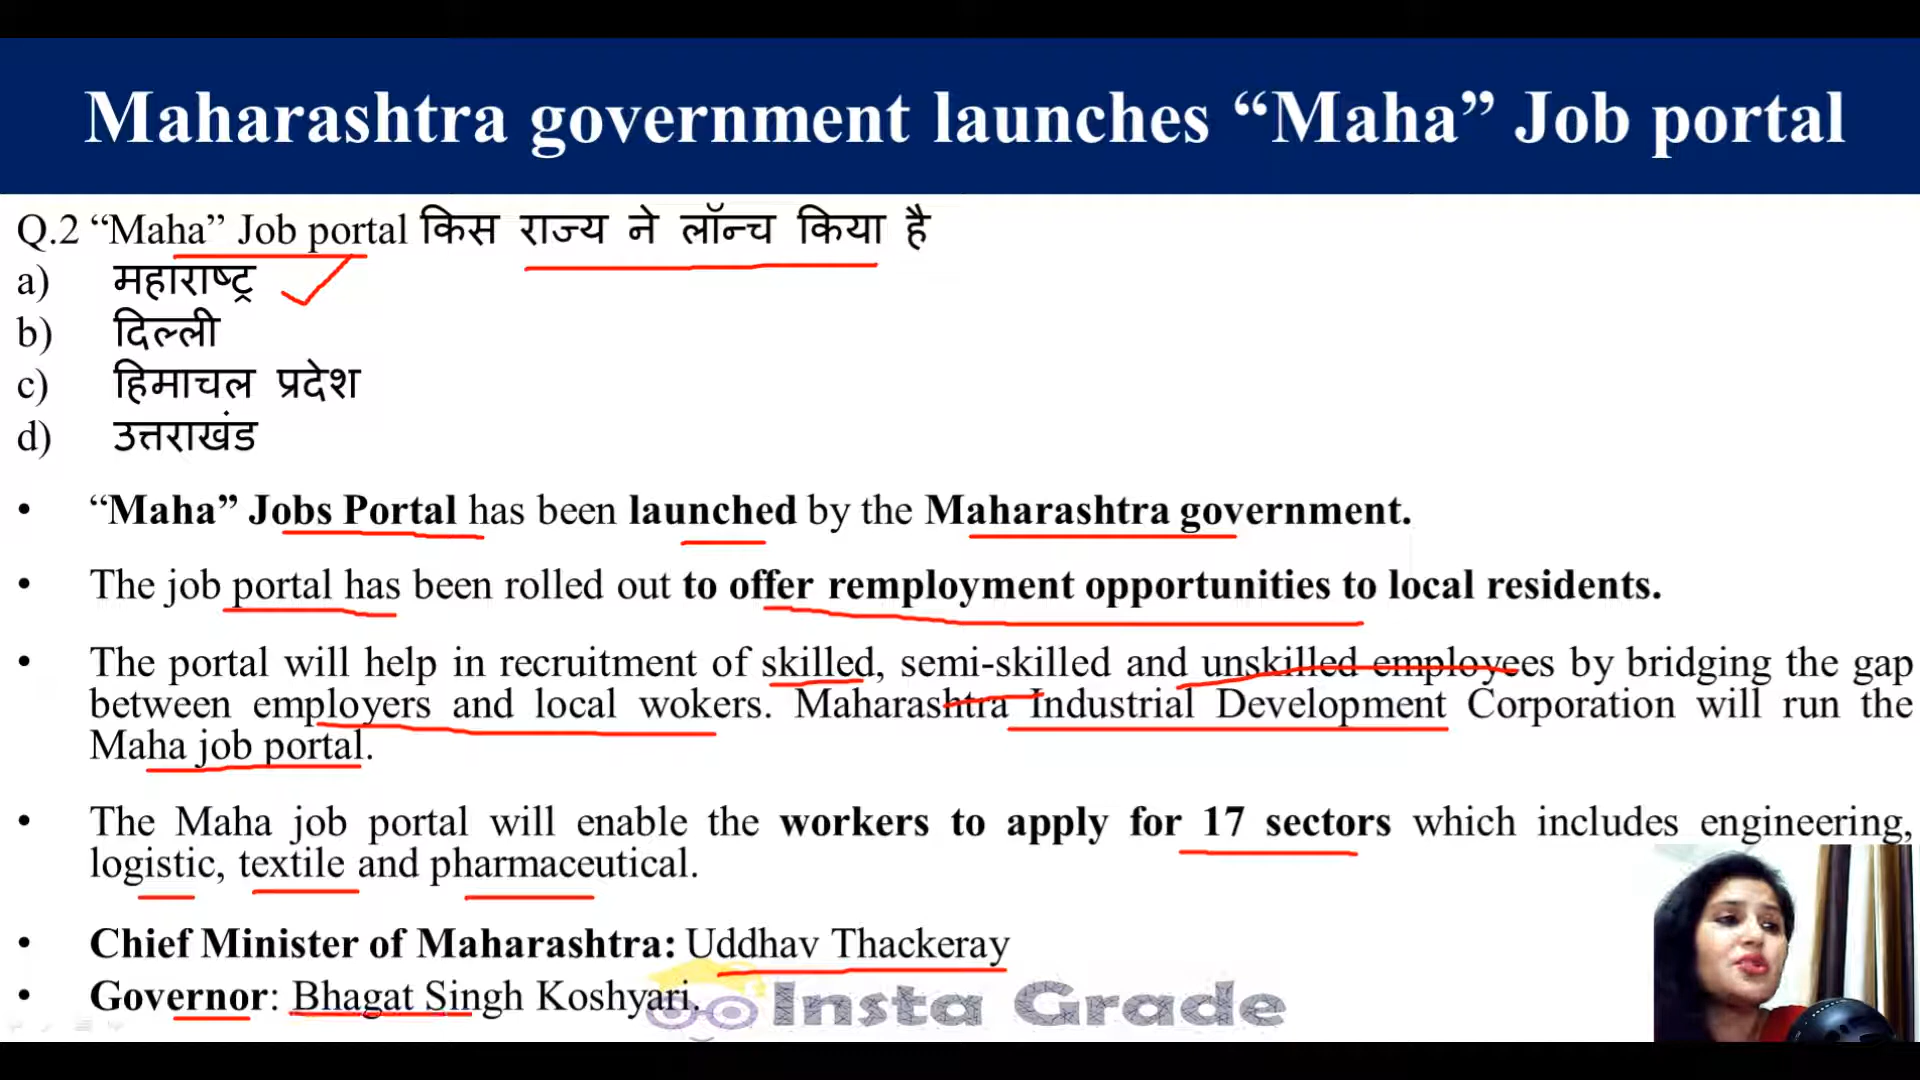 Maharashtra government launches “Maha” Job portal
Q.2 “Maha” Job portal किस राज्य ने लॉन्च किया है
a) महाराष्ट्र
b) दिल्ली
c) हिमाचल प्रदेश
d) उत्तराखंड
• “Maha” Jobs Portal has been launched by the Maharashtra government.
• The job portal has been rolled out to offer remployment opportunities to local residents.
• The portal will help in recruitment of skilled, semi-skilled and unskilled employees by bridging the gap
between employers and local wokers. Maharashtra Industrial Development Corporation will run the
Maha job portal.
• The Maha job portal will enable the workers to apply for 17 sectors which includes engineering,
logistic, textile and pharmaceutical.
• Chief Minister of Maharashtra: Uddhav Thackeray
• Governor: Bhagat Singh Koshyari.
Insta Grade